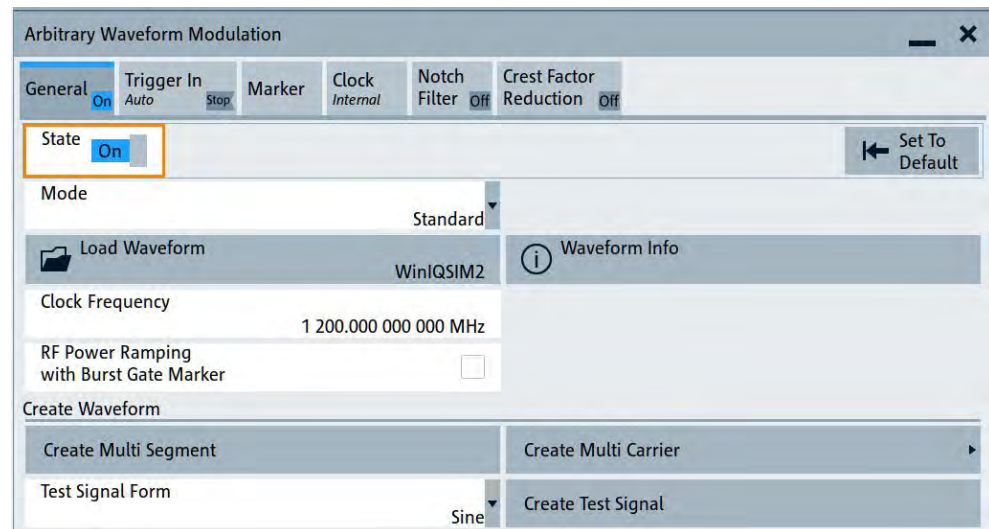 Arbitrary Waveform Modulation
General On
Trigger In
Auto Stop
Marker
Clock
Internal
Notch
Filter Off
Crest Factor
Reduction Off
State
On
Set To
Default
Mode
Standard
Load Waveform
WinIQSIM2
Waveform Info
Clock Frequency
1 200.000 000 000 MHz
RF Power Ramping
with Burst Gate Marker
Create Waveform
Create Multi Segment
Create Multi Carrier
Test Signal Form
Sine
Create Test Signal